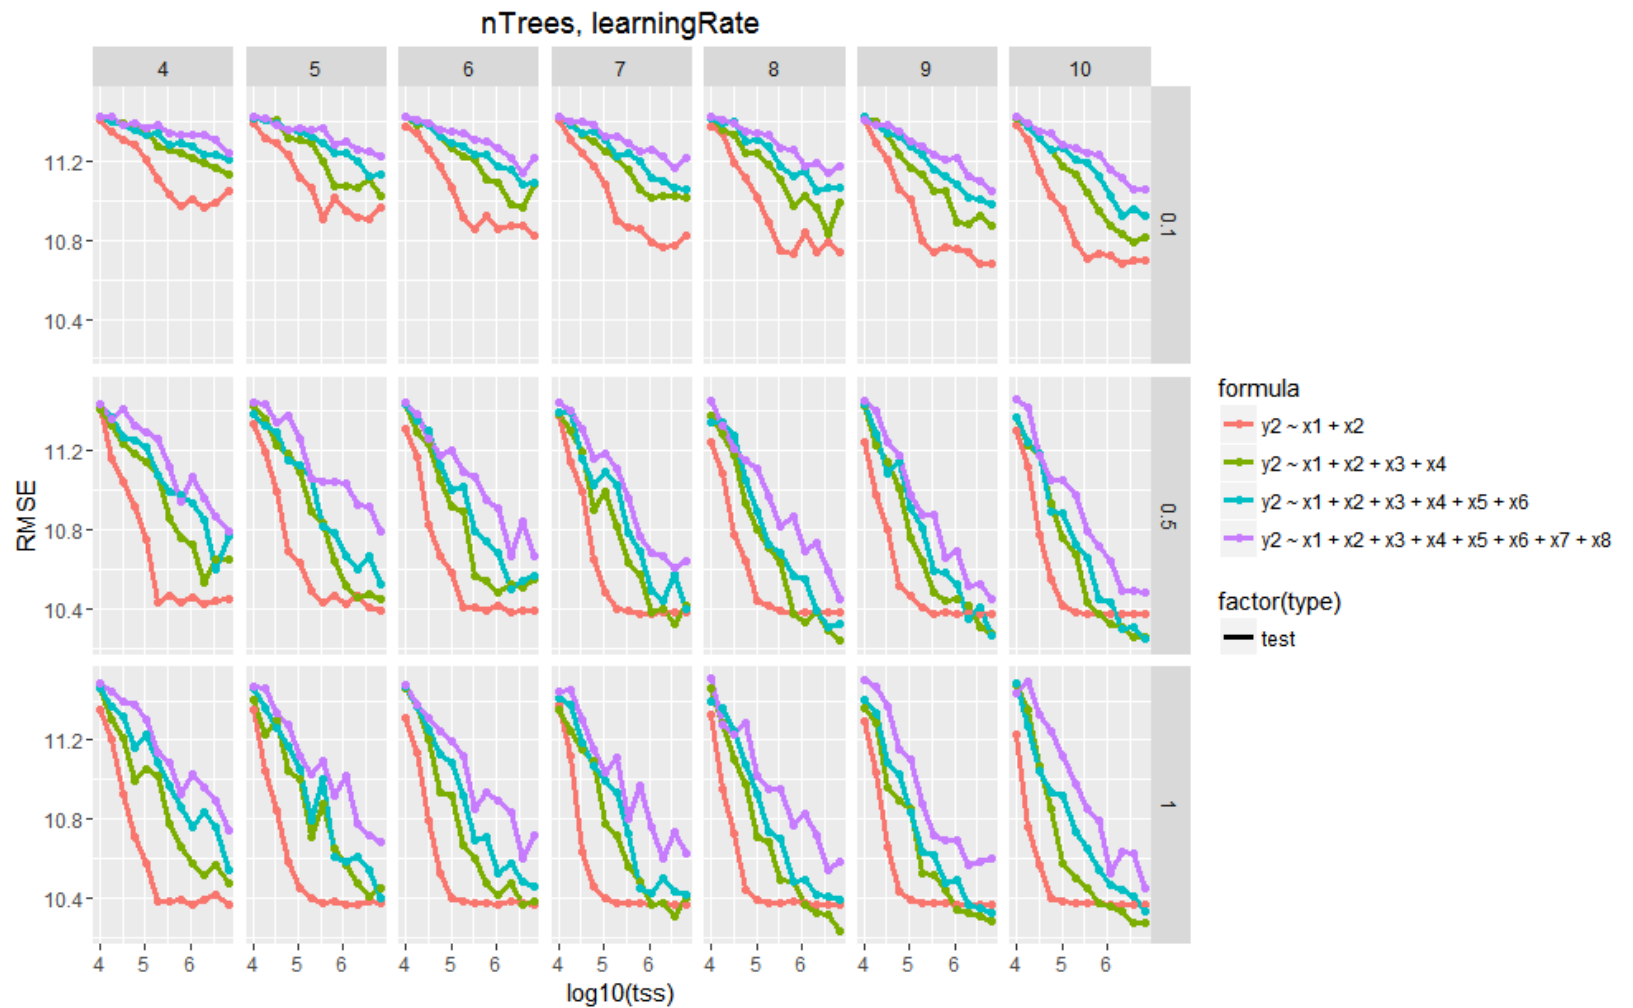 nTrees, learningRate
4 5 6 7 8 9 10
11.2
10.8
10.4
0.1
11.2
10.8
10.4
0.5
11.2
10.8
10.4
1
RMSE
4 5 6 4 5 6 4 5 6 4 5 6 4 5 6 4 5 6 4 5 6
log10(tss)
formula
y2 ~ x1 + x2
y2 ~ x1 + x2 + x3 + x4
y2 ~ x1 + x2 + x3 + x4 + x5 + x6
y2 ~ x1 + x2 + x3 + x4 + x5 + x6 + x7 + x8
factor(type)
test